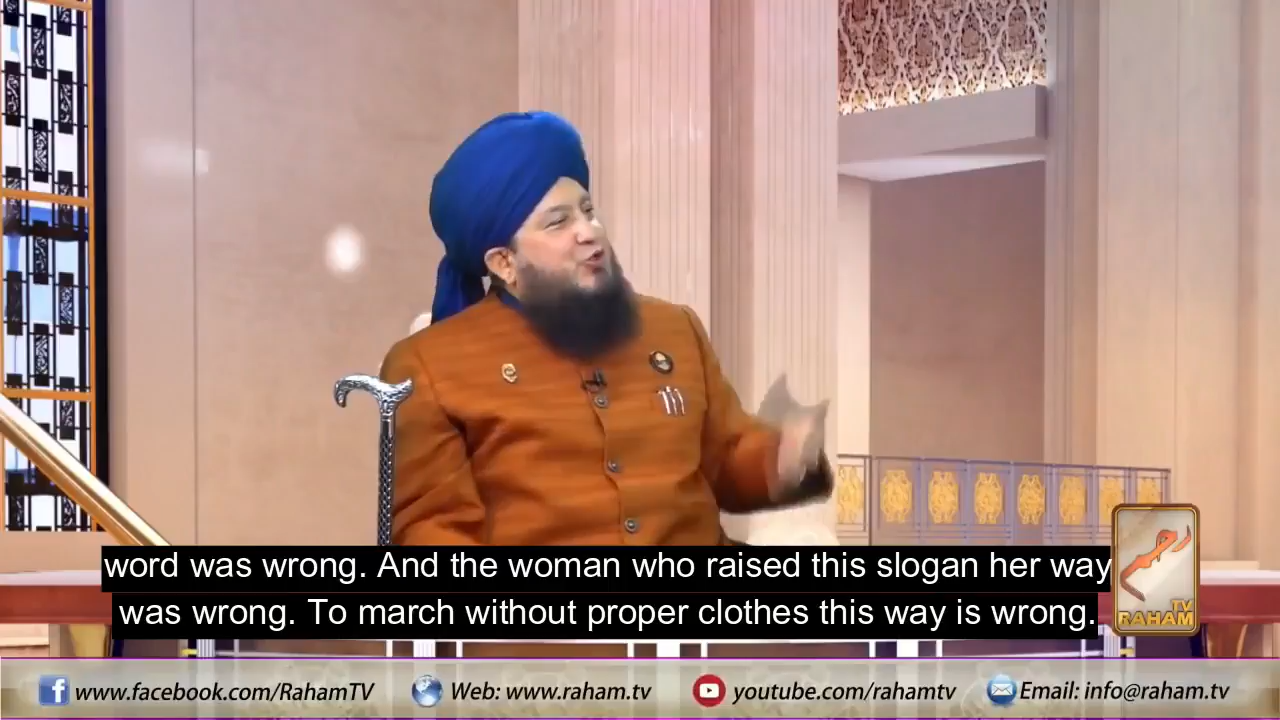 word was wrong. And the woman who raised this slogan her way
was wrong. To march without proper clothes this way is wrong.
رحم
TV
RAHAM
www.facebook.com/RahamTV Web: www.raham.tv youtube.com/rahamtv Email: info@raham.tv